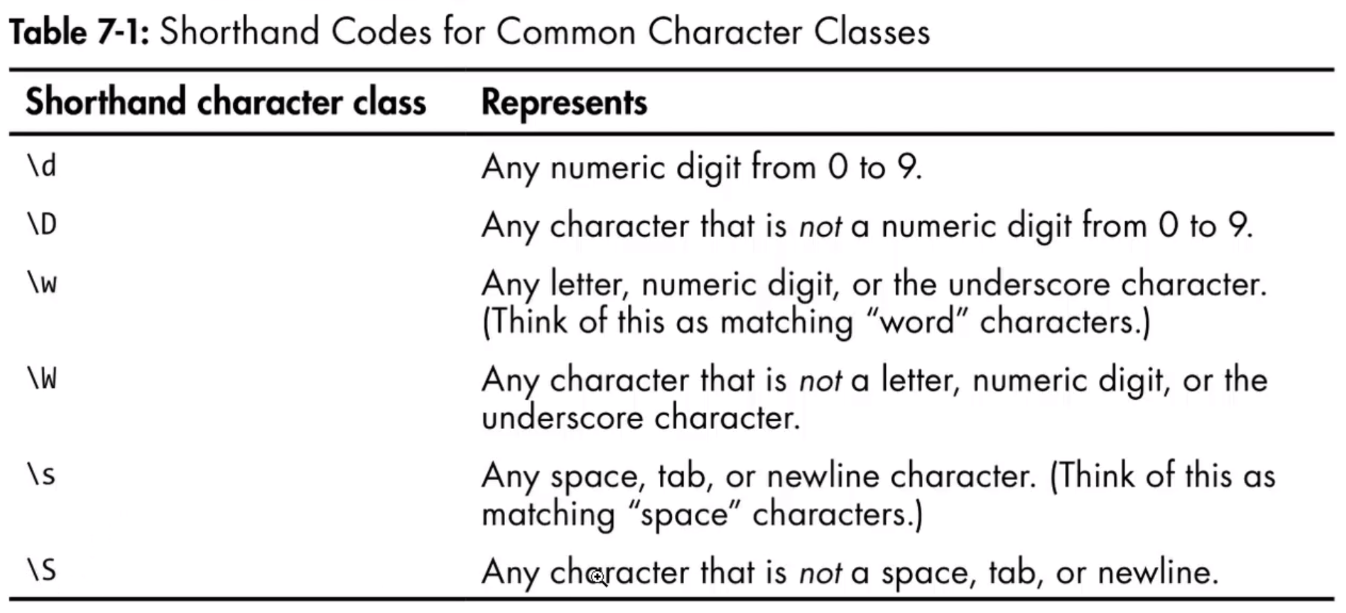 Table 7-1: Shorthand Codes for Common Character Classes
Shorthand character class Represents
\d Any numeric digit from 0 to 9.
\D Any character that is not a numeric digit from 0 to 9.
\w Any letter, numeric digit, or the underscore character.
(Think of this as matching “word” characters.)
\W Any character that is not a letter, numeric digit, or the
underscore character.
\s Any space, tab, or newline character. (Think of this as
matching “space” characters.)
\S Any character that is not a space, tab, or newline.